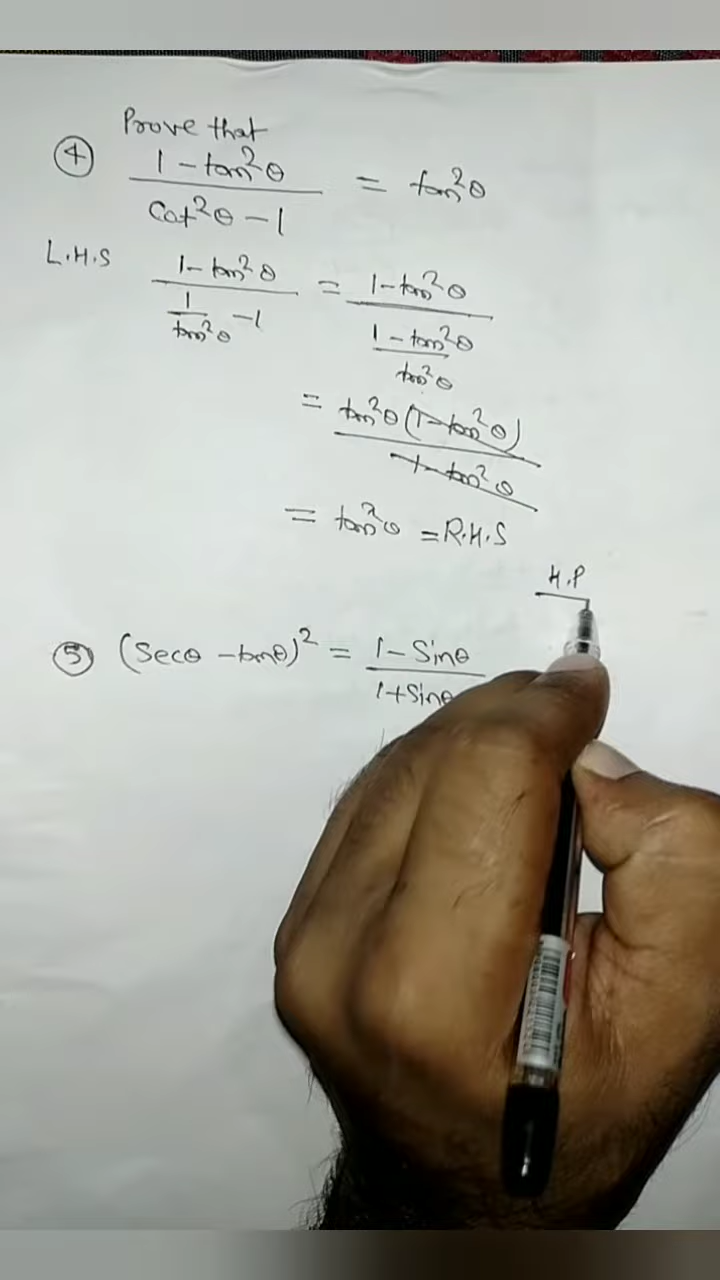 Prove that
④ (1 - tan²θ)/(cot²θ - 1) = tan²θ
L.H.S (1 - tan²θ)/(1/tan²θ - 1) = (1 - tan²θ)/((1 - tan²θ)/tan²θ)
= tan²θ(1 - tan²θ)/(1 - tan²θ)
= tan²θ = R.H.S
H.P
⑤ (Secθ - tanθ)² = (1 - Sinθ)/(1 + Sinθ)